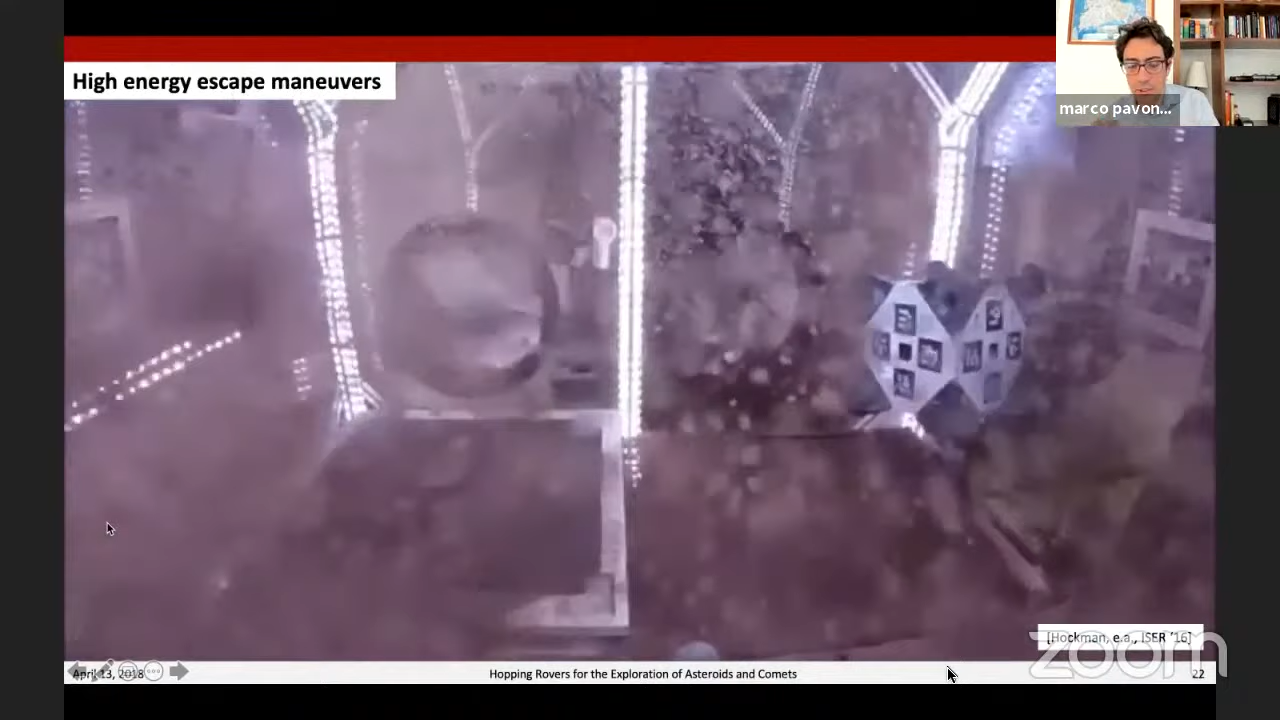 High energy escape maneuvers
marco pavon...
[Hockman, e.a., ISER '16]
zoom
April 13, 2018
Hopping Rovers for the Exploration of Asteroids and Comets
22